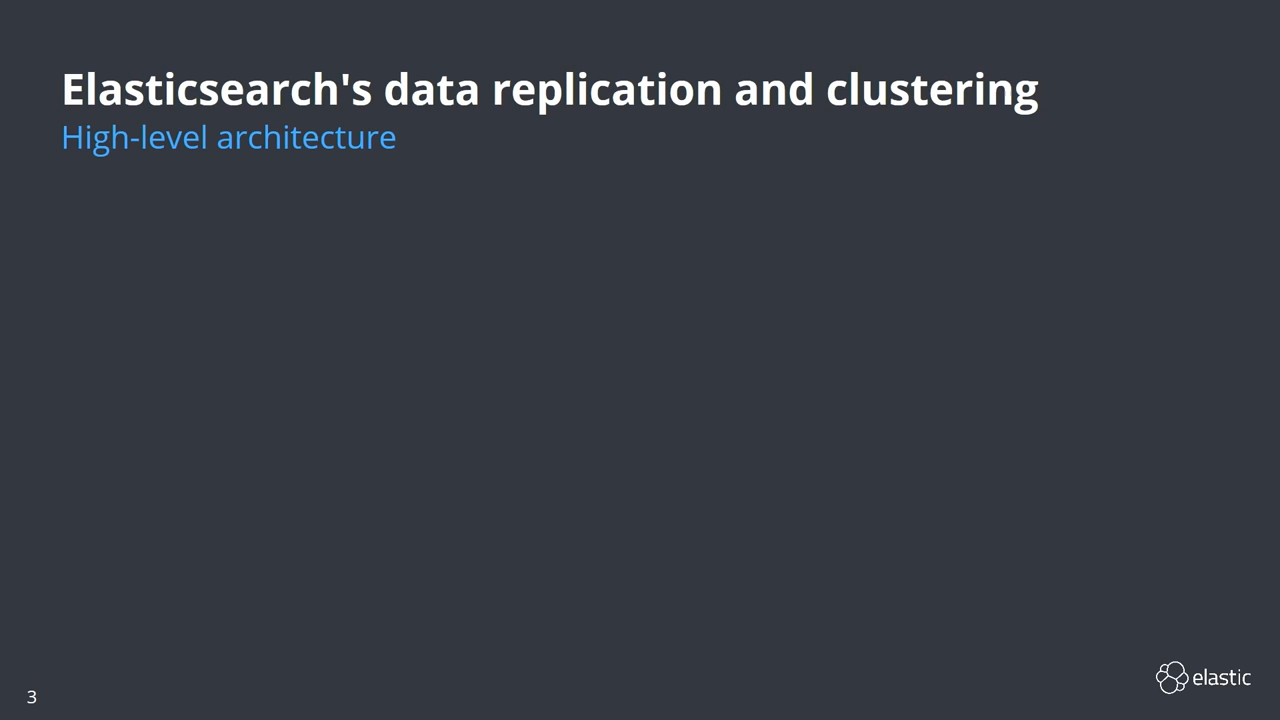 Elasticsearch's data replication and clustering
High-level architecture
3
elastic